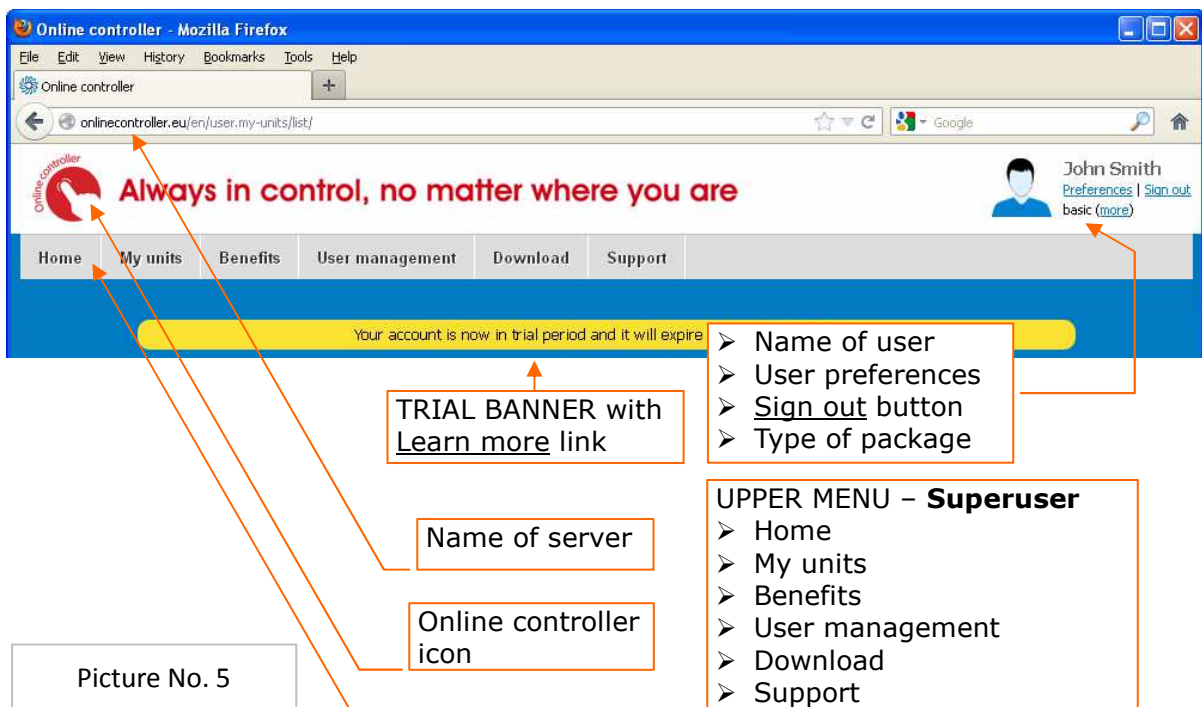 Online controller - Mozilla Firefox
File Edit View History Bookmarks Tools Help
Online controller +
onlinecontroller.eu/en/user.my-units/list/
Google
Online controller
Always in control, no matter where you are
John Smith
Preferences | Sign out
basic (more)
Home My units Benefits User management Download Support
Your account is now in trial period and it will expire
➢ Name of user
➢ User preferences
➢ Sign out button
➢ Type of package
TRIAL BANNER with
Learn more link
Name of server
Online controller
icon
UPPER MENU – Superuser
➢ Home
➢ My units
➢ Benefits
➢ User management
➢ Download
➢ Support
Picture No. 5